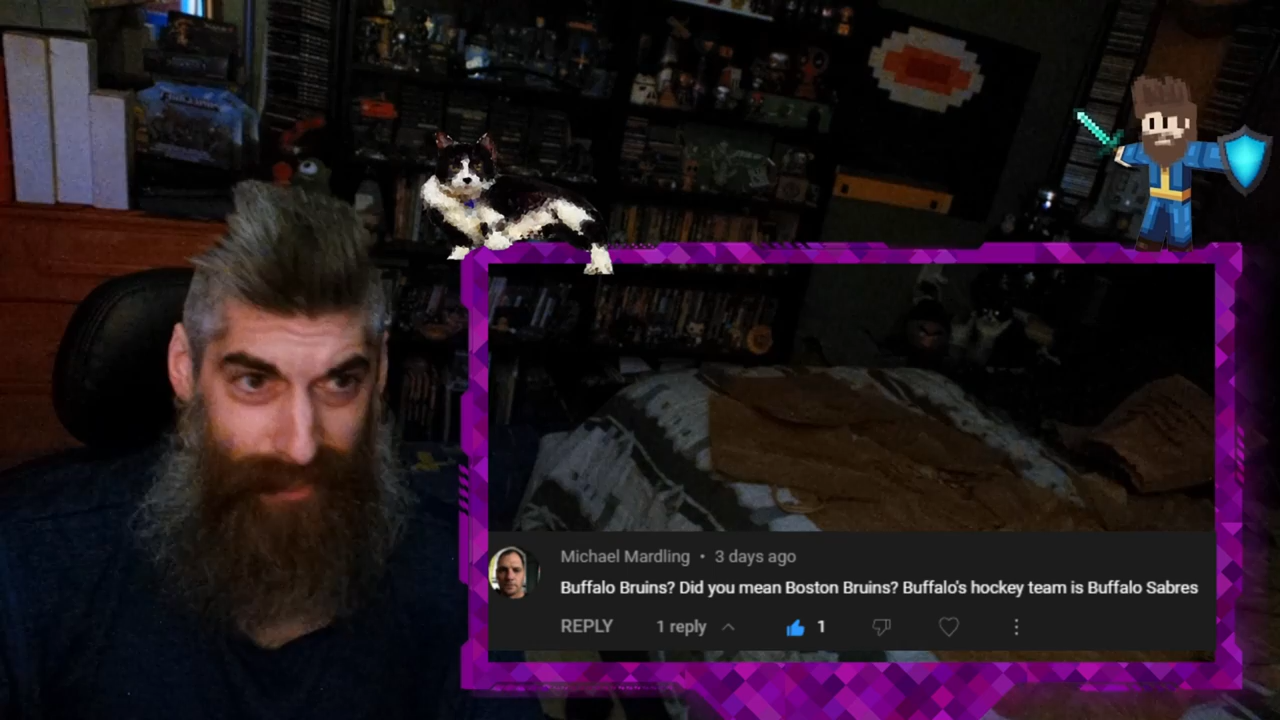 Michael Mardling • 3 days ago
Buffalo Bruins? Did you mean Boston Bruins? Buffalo's hockey team is Buffalo Sabres
REPLY 1 reply 1